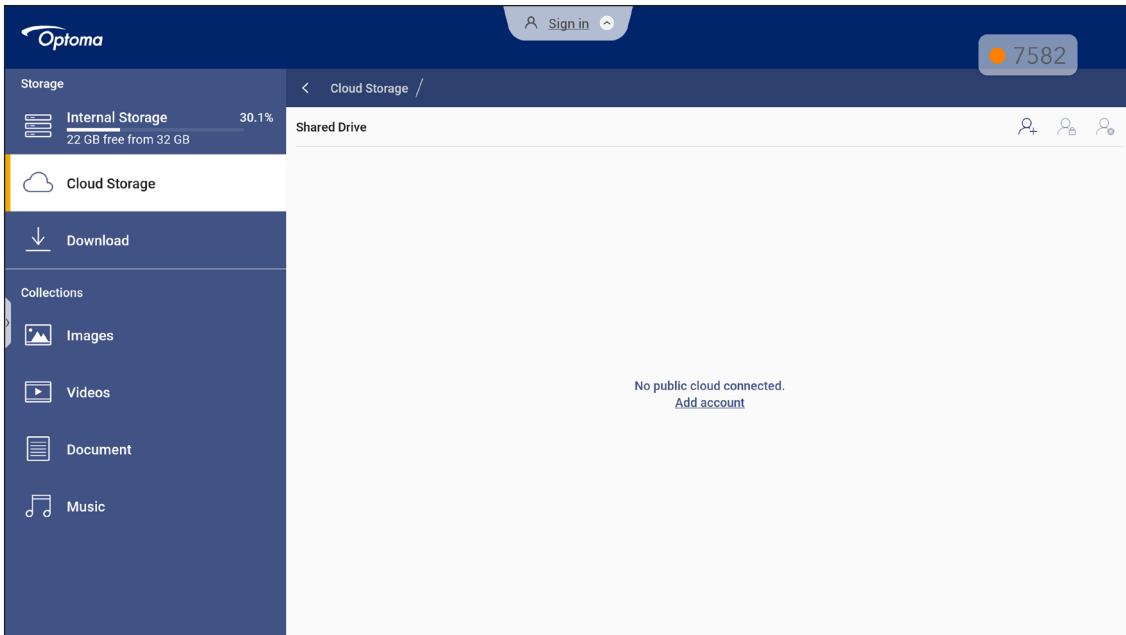 Optoma
Sign in
7582
Storage
Internal Storage 30.1%
22 GB free from 32 GB
Cloud Storage
Download
Collections
Images
Videos
Document
Music
Cloud Storage /
Shared Drive
No public cloud connected.
Add account